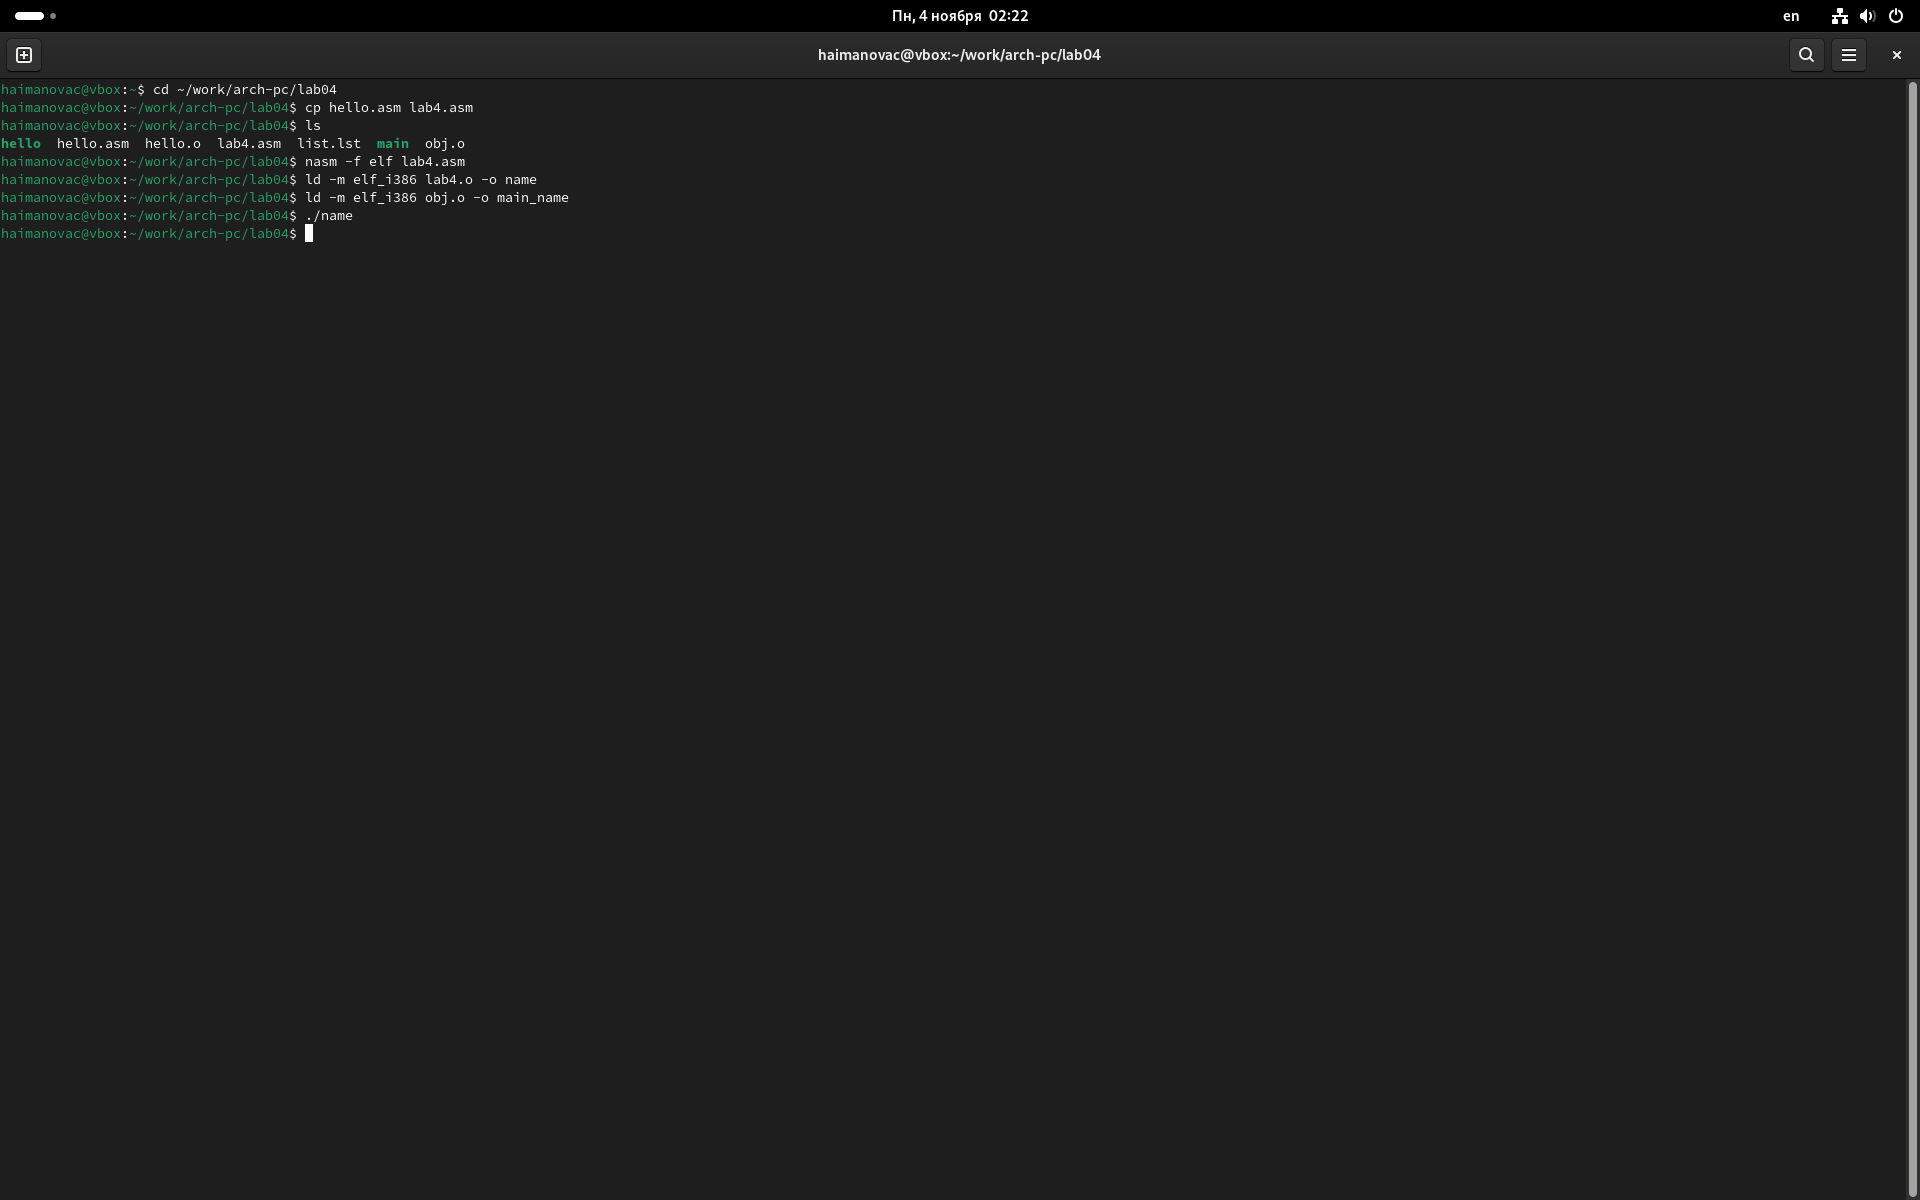 Пн, 4 ноября 02:22
en
haimanovac@vbox:~/work/arch-pc/lab04
haimanovac@vbox:~$ cd ~/work/arch-pc/lab04
haimanovac@vbox:~/work/arch-pc/lab04$ cp hello.asm lab4.asm
haimanovac@vbox:~/work/arch-pc/lab04$ ls
hello hello.asm hello.o lab4.asm list.lst main obj.o
haimanovac@vbox:~/work/arch-pc/lab04$ nasm -f elf lab4.asm
haimanovac@vbox:~/work/arch-pc/lab04$ ld -m elf_i386 lab4.o -o name
haimanovac@vbox:~/work/arch-pc/lab04$ ld -m elf_i386 obj.o -o main_name
haimanovac@vbox:~/work/arch-pc/lab04$ ./name
haimanovac@vbox:~/work/arch-pc/lab04$